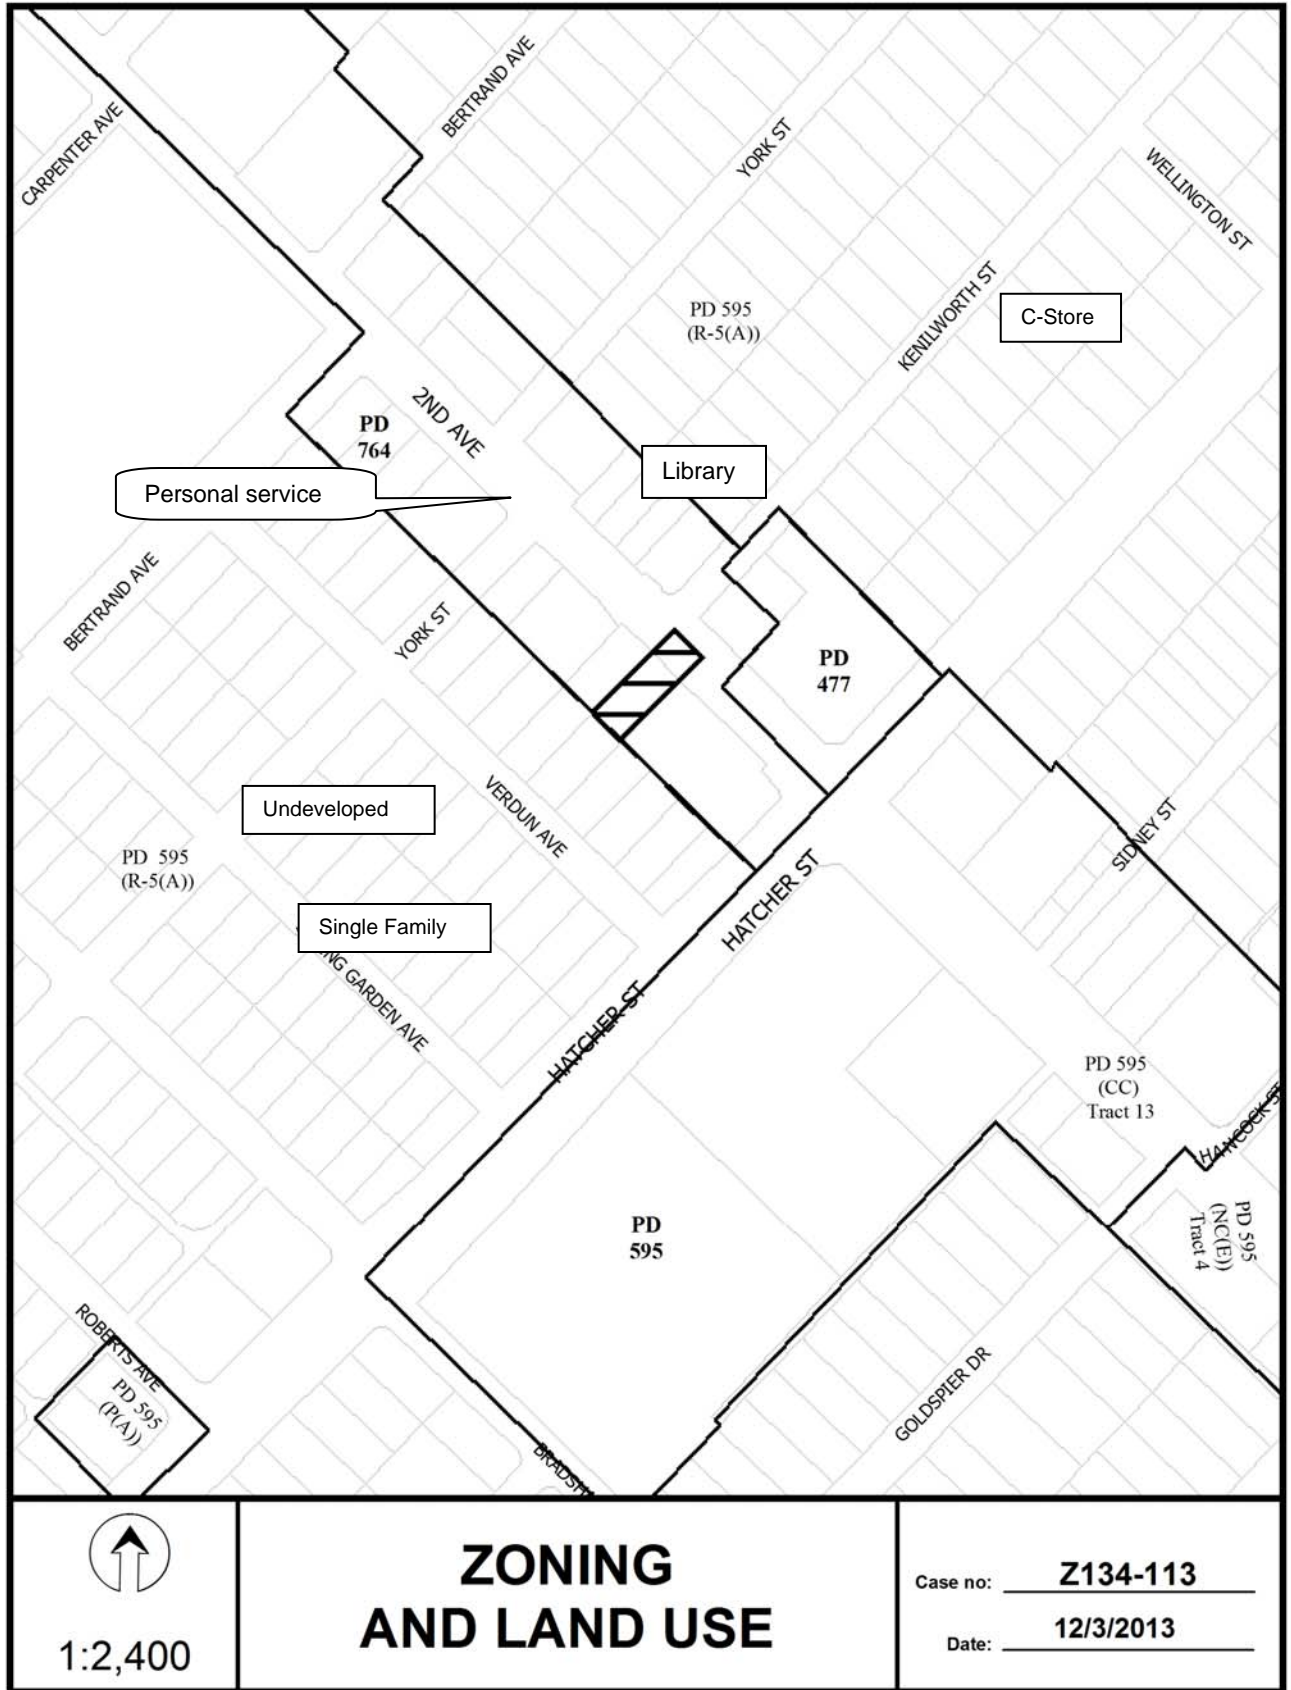 CARPENTER AVE
BERTRAND AVE
YORK ST
WELLINGTON ST
KENILWORTH ST
PD 595
(R-5(A))
C-Store
2ND AVE
PD
764
Library
Personal service
BERTRAND AVE
YORK ST
PD
477
Undeveloped
VERDUN AVE
SIDNEY ST
PD 595
(R-5(A))
HATCHER ST
Single Family
GARDEN AVE
HATCHER ST
PD 595
(CC)
Tract 13
HANCOCK ST
PD 595
(NC(E))
Tract 4
PD
595
ROBERTS AVE
PD 595
(P(A))
GOLDSPIER DR
1:2,400
ZONING
AND LAND USE
Case no: Z134-113
Date: 12/3/2013